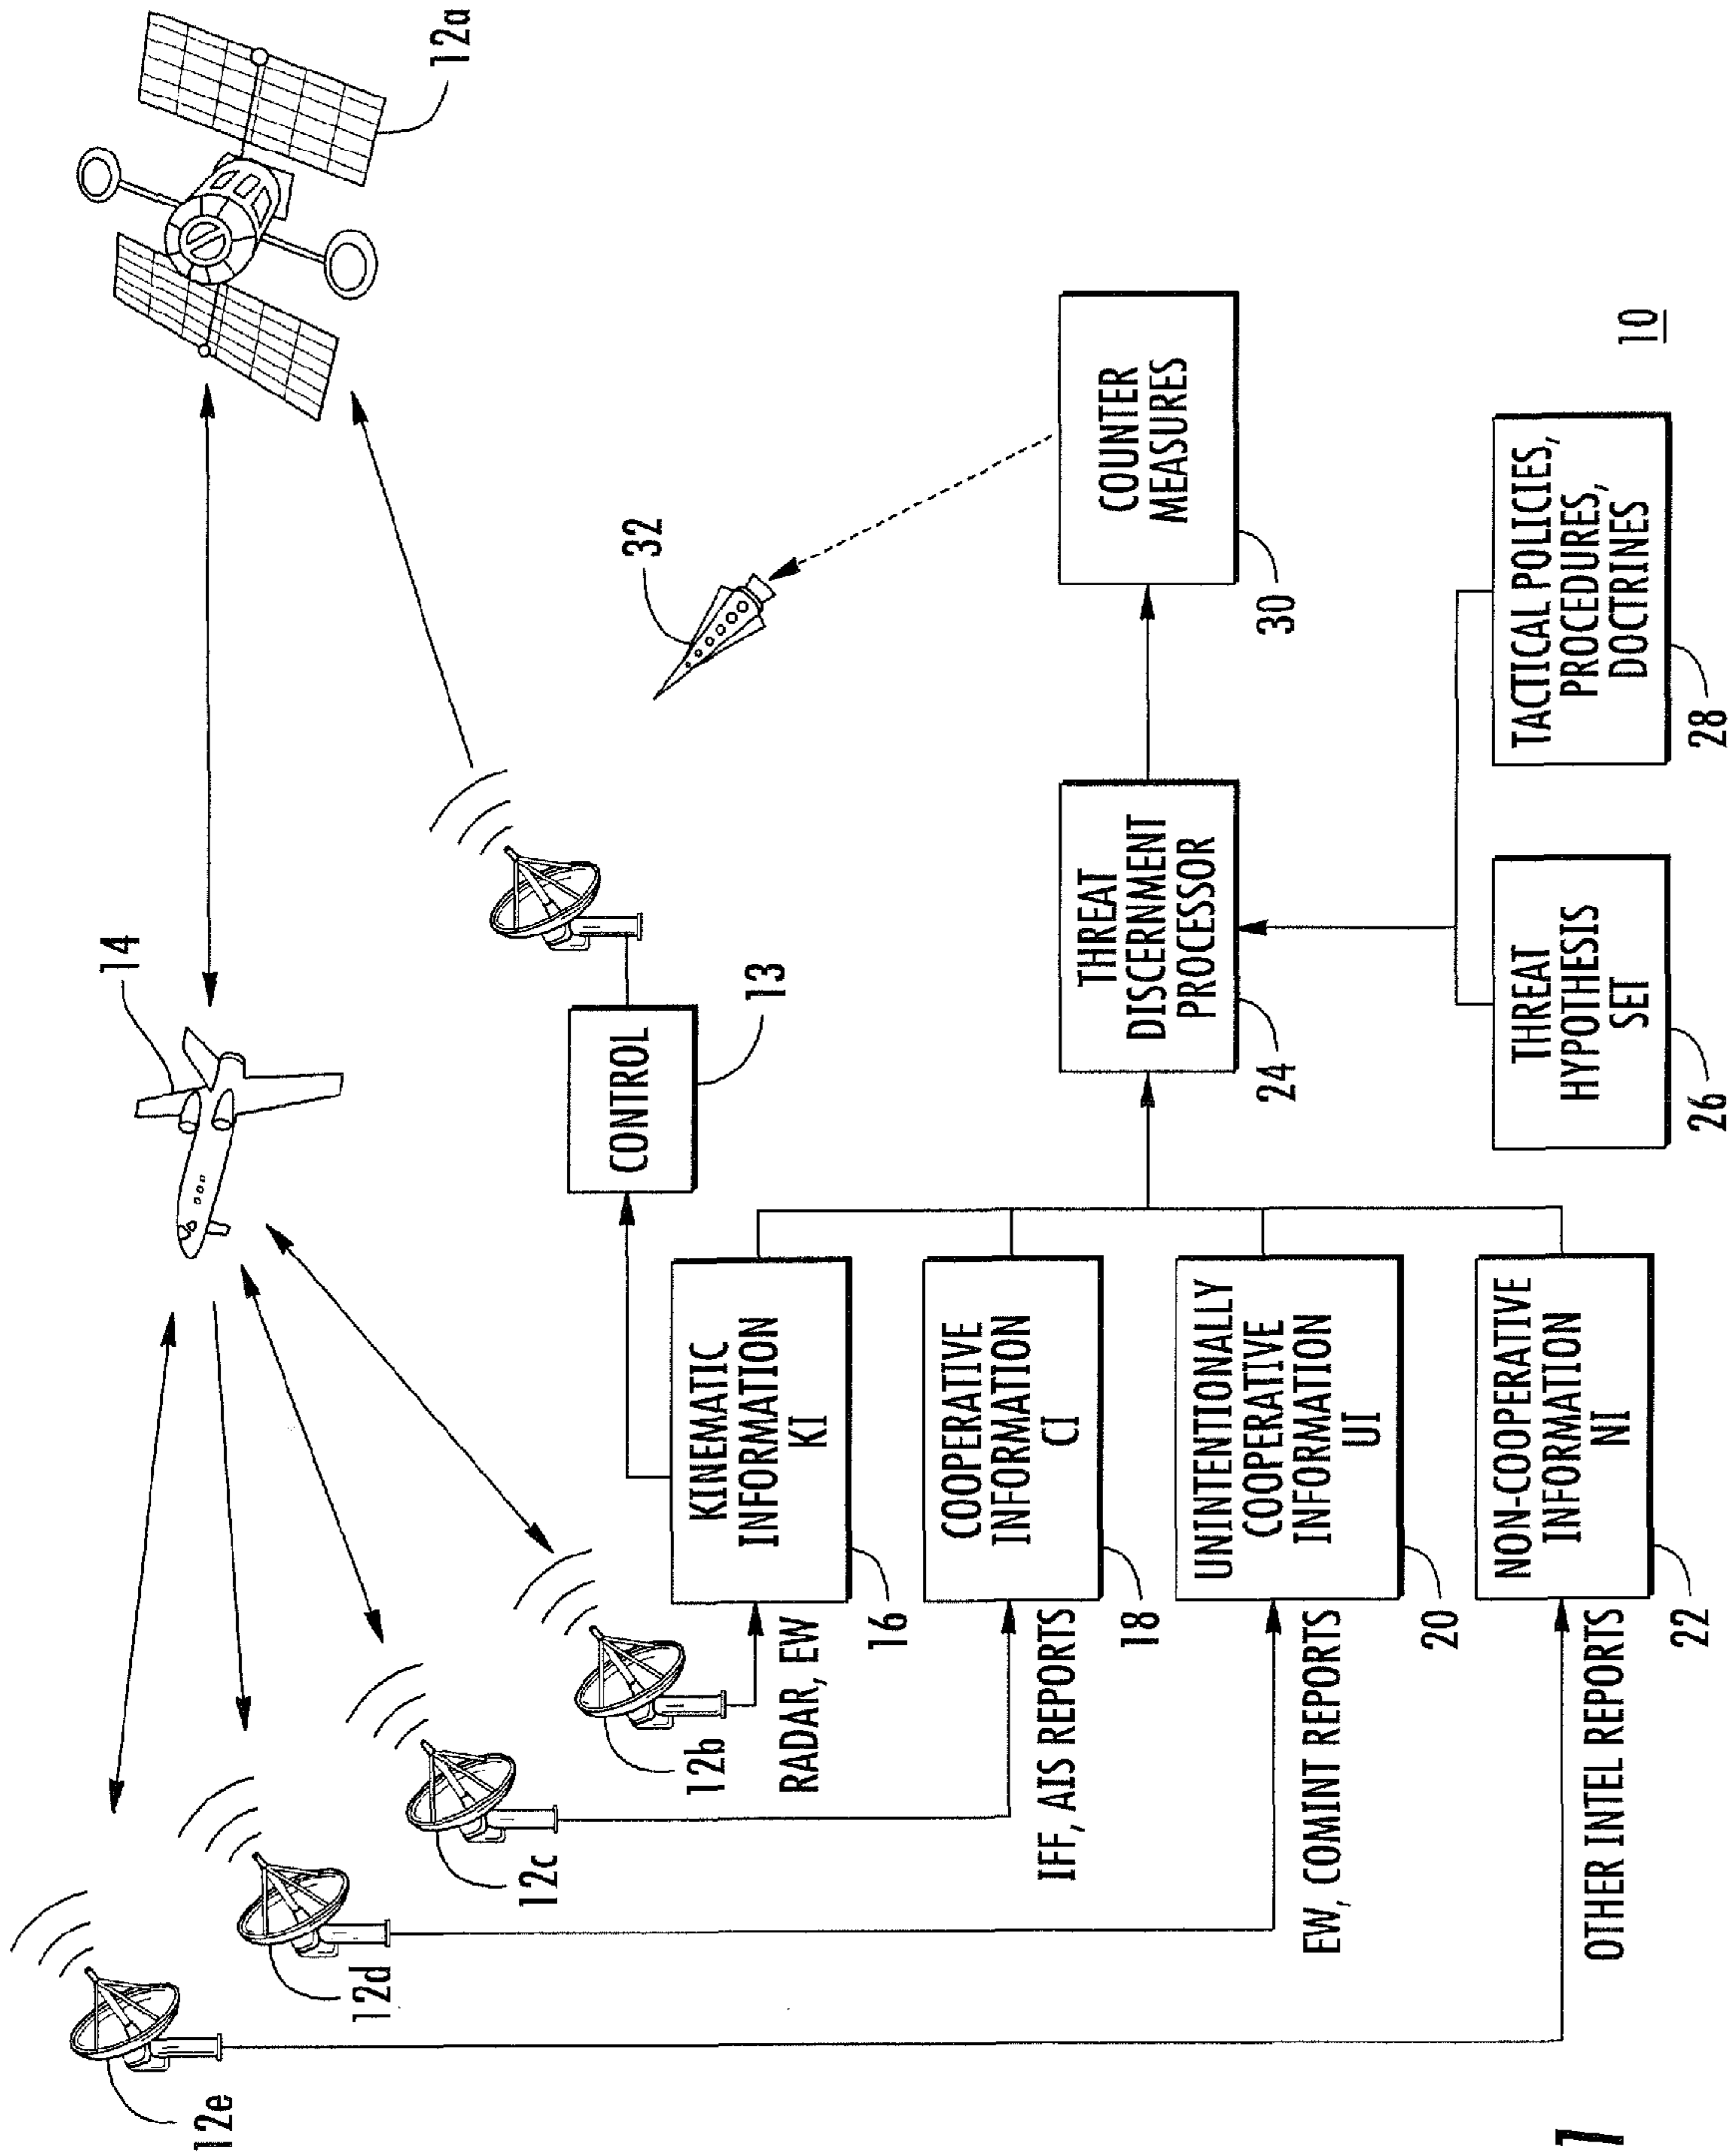 12a
14
32
CONTROL
13
12e
12d
12c
12b
RADAR, EW
KINEMATIC
INFORMATION
KI
16
IFF, AIS REPORTS
COOPERATIVE
INFORMATION
CI
18
EW, COMINT REPORTS
UNINTENTIONALLY
COOPERATIVE
INFORMATION
UI
20
OTHER INTEL REPORTS
NON-COOPERATIVE
INFORMATION
NI
22
THREAT
DISCERNMENT
PROCESSOR
24
COUNTER
MEASURES
30
THREAT
HYPOTHESIS
SET
26
TACTICAL POLICIES,
PROCEDURES,
DOCTRINES
28
10
1